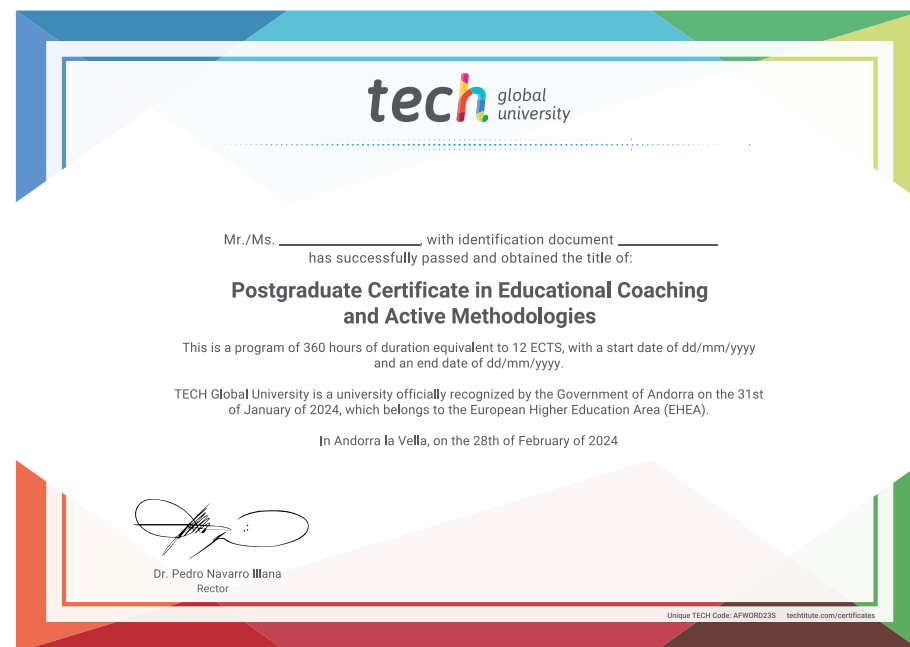 tech global
university
Mr./Ms. ____________, with identification document ____________
has successfully passed and obtained the title of:
Postgraduate Certificate in Educational Coaching
and Active Methodologies
This is a program of 360 hours of duration equivalent to 12 ECTS, with a start date of dd/mm/yyyy
and an end date of dd/mm/yyyy.
TECH Global University is a university officially recognized by the Government of Andorra on the 31st
of January of 2024, which belongs to the European Higher Education Area (EHEA).
In Andorra la Vella, on the 28th of February of 2024
Dr. Pedro Navarro Illana
Rector
Unique TECH Code: AFWORD23S techtitute.com/certificates